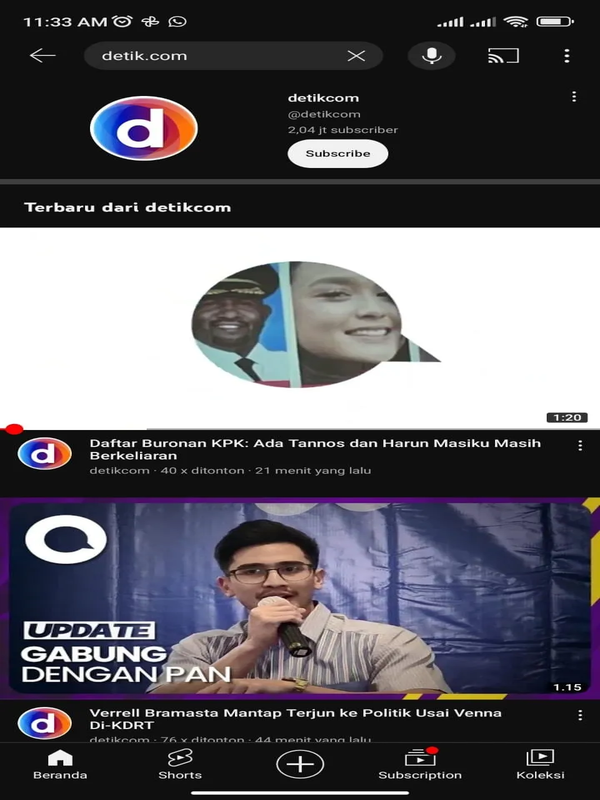 11:33 AM
detik.com
detikcom
@detikcom
2,04 jt subscriber
Subscribe
Terbaru dari detikcom
1:20
Daftar Buronan KPK: Ada Tannos dan Harun Masiku Masih
Berkeliaran
detikcom · 40 x ditonton · 21 menit yang lalu
UPDATE
GABUNG
DENGAN PAN
1.15
Verrell Bramasta Mantap Terjun ke Politik Usai Venna
Di-KDRT
detikcom · 76 x ditonton · 44 menit yang lalu
Beranda
Shorts
Subscription
Koleksi